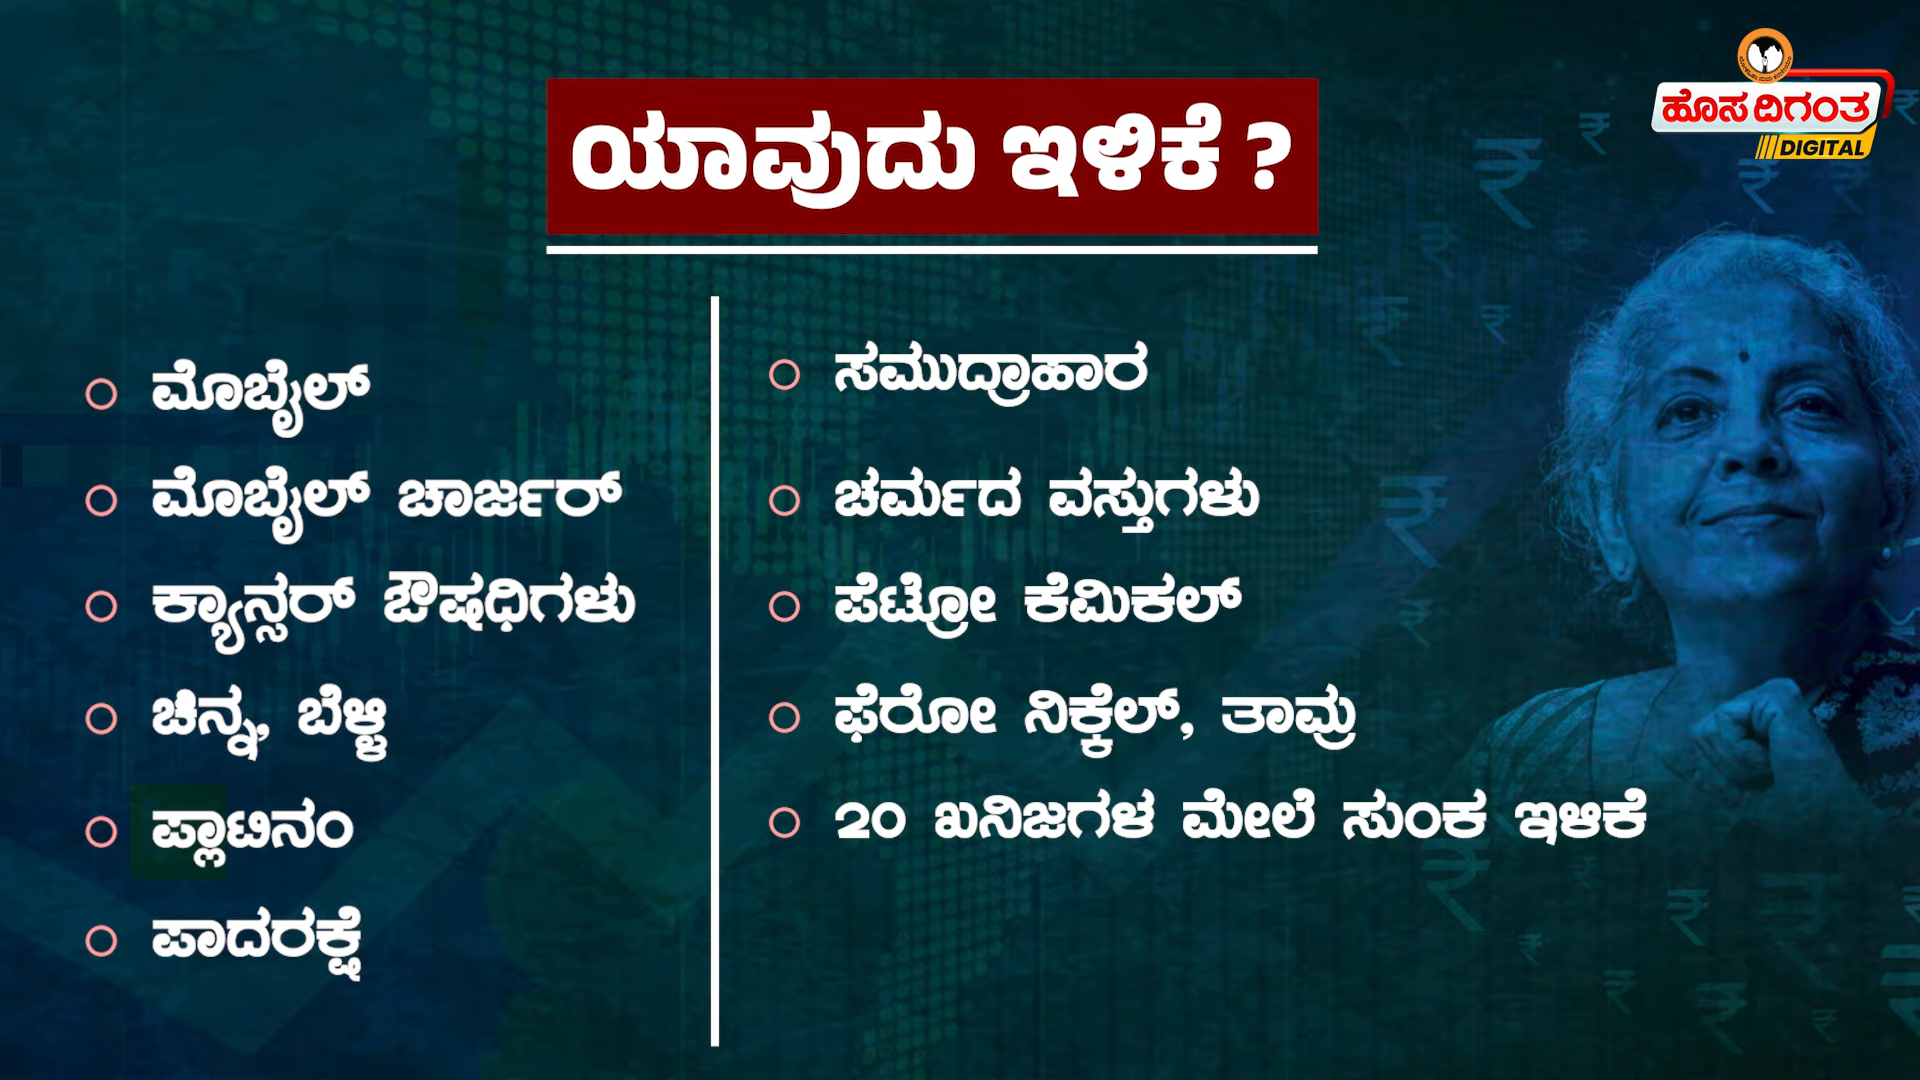 ಹೊಸ ದಿಗಂತ
DIGITAL
ಯಾವುದು ಇಳಿಕೆ ?
ಮೊಬೈಲ್
ಮೊಬೈಲ್ ಚಾರ್ಜರ್
ಕ್ಯಾನ್ಸರ್ ಔಷಧಿಗಳು
ಚಿನ್ನ, ಬೆಳ್ಳಿ
ಪ್ಲಾಟಿನಂ
ಪಾದರಕ್ಷೆ
ಸಮುದ್ರಾಹಾರ
ಚರ್ಮದ ವಸ್ತುಗಳು
ಪೆಟ್ರೋ ಕೆಮಿಕಲ್
ಫೆರೋ ನಿಕ್ಕೆಲ್, ತಾಮ್ರ
20 ಖನಿಜಗಳ ಮೇಲೆ ಸುಂಕ ಇಳಿಕೆ